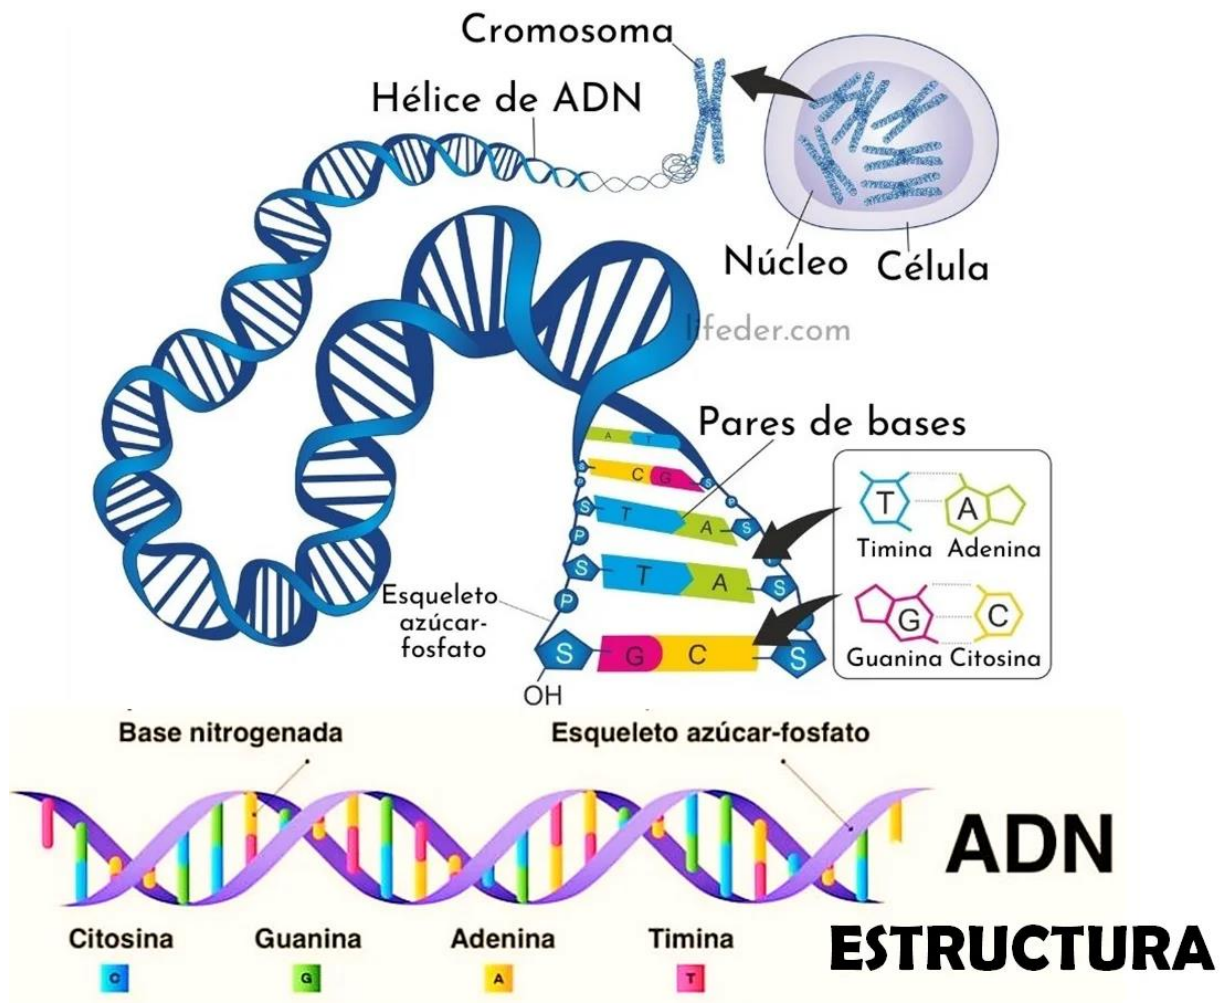 Cromosoma
Hélice de ADN
Núcleo
Célula
lifeder.com
Pares de bases
A T
C G
S
P
S
P
S T A S
P
T
A
Timina Adenina
S T A S
P
Esqueleto
azúcar-
fosfato
G
C
Guanina Citosina
S G C S
OH
Base nitrogenada
Esqueleto azúcar-fosfato
ADN
Citosina
Guanina
Adenina
Timina
C
G
A
T
ESTRUCTURA